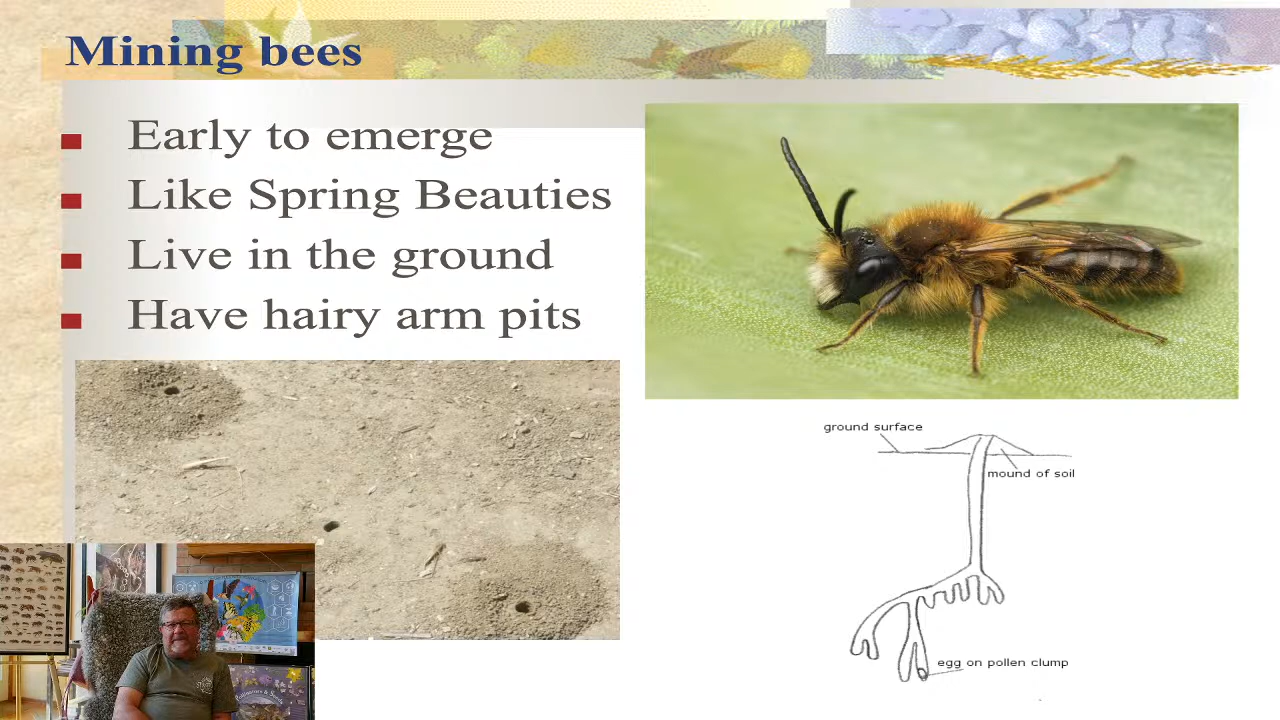 Mining bees
Early to emerge
Like Spring Beauties
Live in the ground
Have hairy arm pits
ground surface
mound of soil
egg on pollen clump